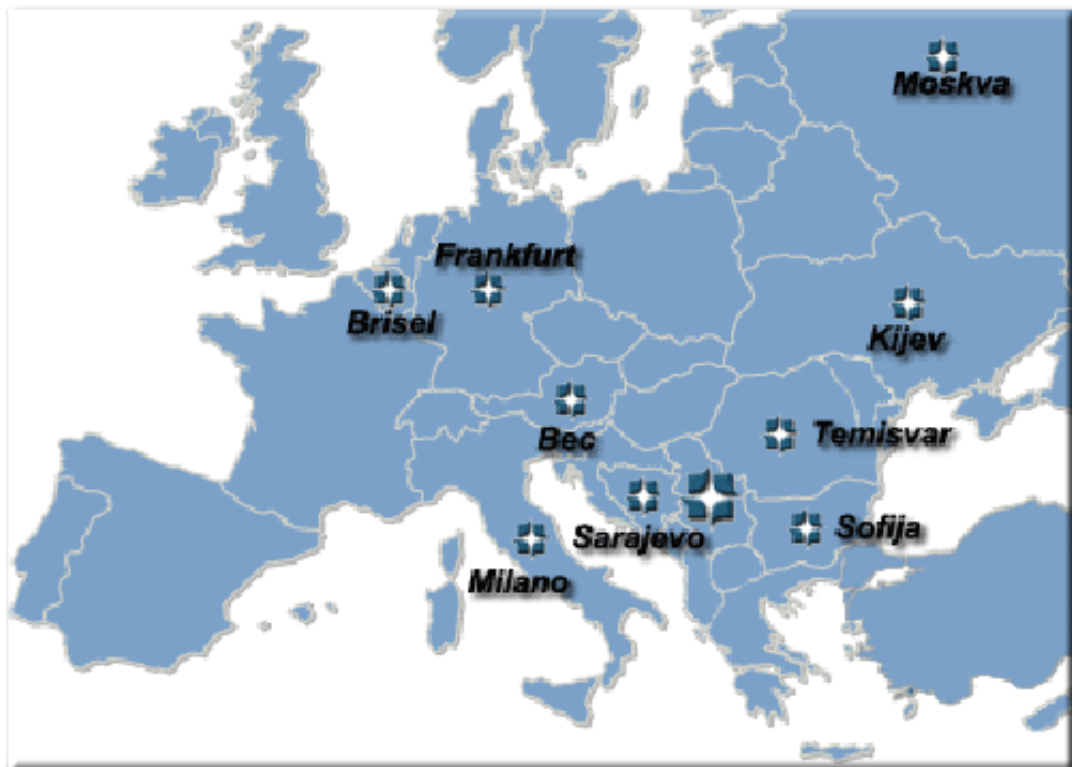 Moskva
Frankfurt
Brisel
Kijev
Bec
Temisvar
Sarajevo
Sofija
Milano